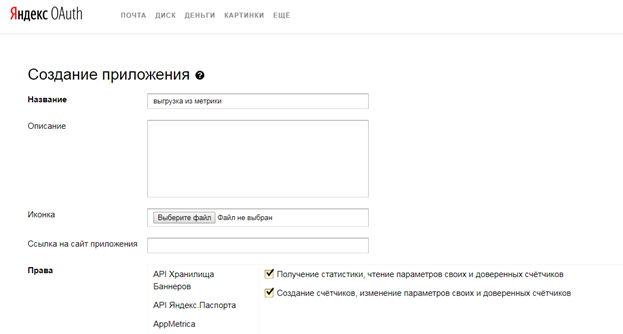 Яндекс OAuth ПОЧТА ДИСК ДЕНЬГИ КАРТИНКИ ЕЩЁ
Создание приложения ?
Название выгрузка из метрики
Описание
Иконка Выберите файл Файл не выбран
Ссылка на сайт приложения
Права API Хранилища Получение статистики, чтение параметров своих и доверенных счётчиков
Баннеров
Создание счётчиков, изменение параметров своих и доверенных счётчиков
API Яндекс.Паспорта
AppMetrica